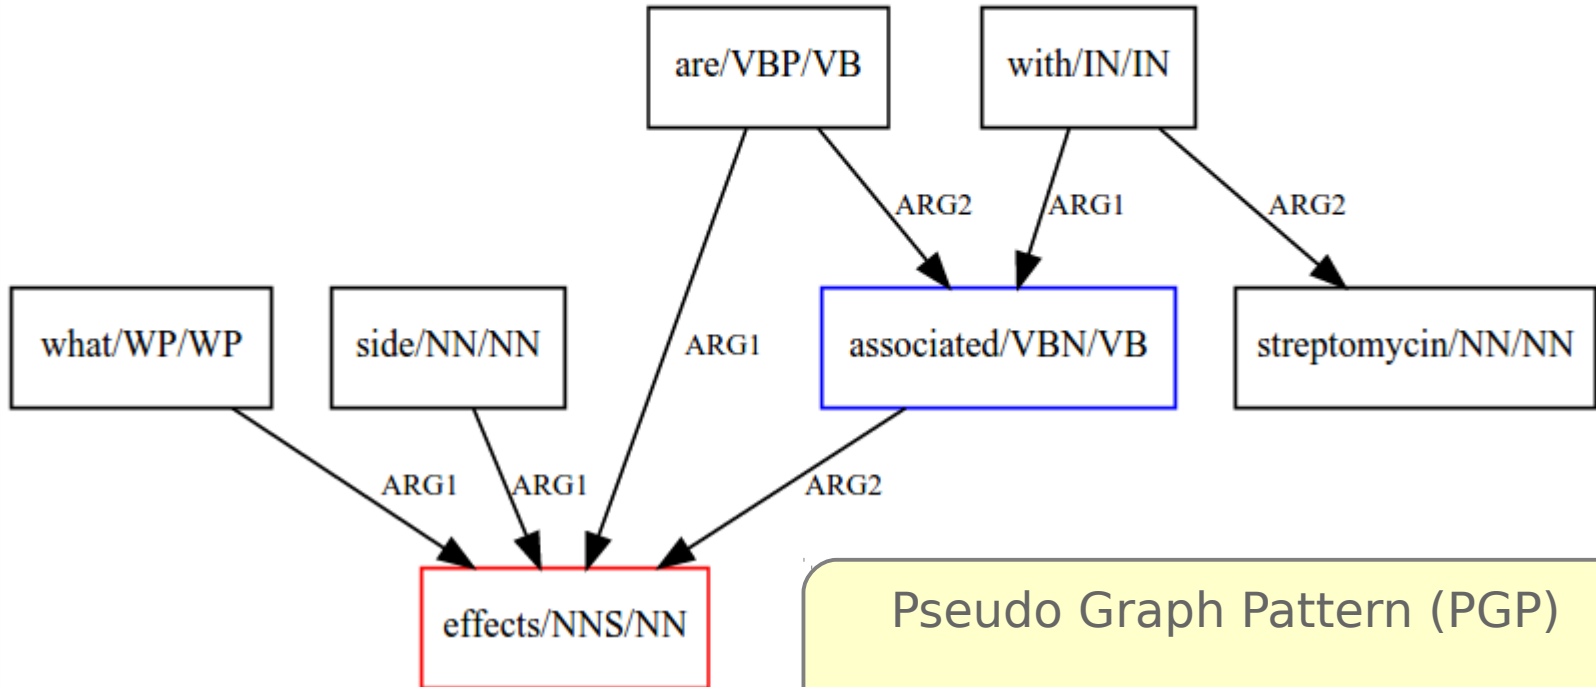 are/VBP/VB
with/IN/IN
ARG2
ARG1
ARG2
what/WP/WP
side/NN/NN
ARG1
associated/VBN/VB
streptomycin/NN/NN
ARG1
ARG1
ARG2
effects/NNS/NN
Pseudo Graph Pattern (PGP)